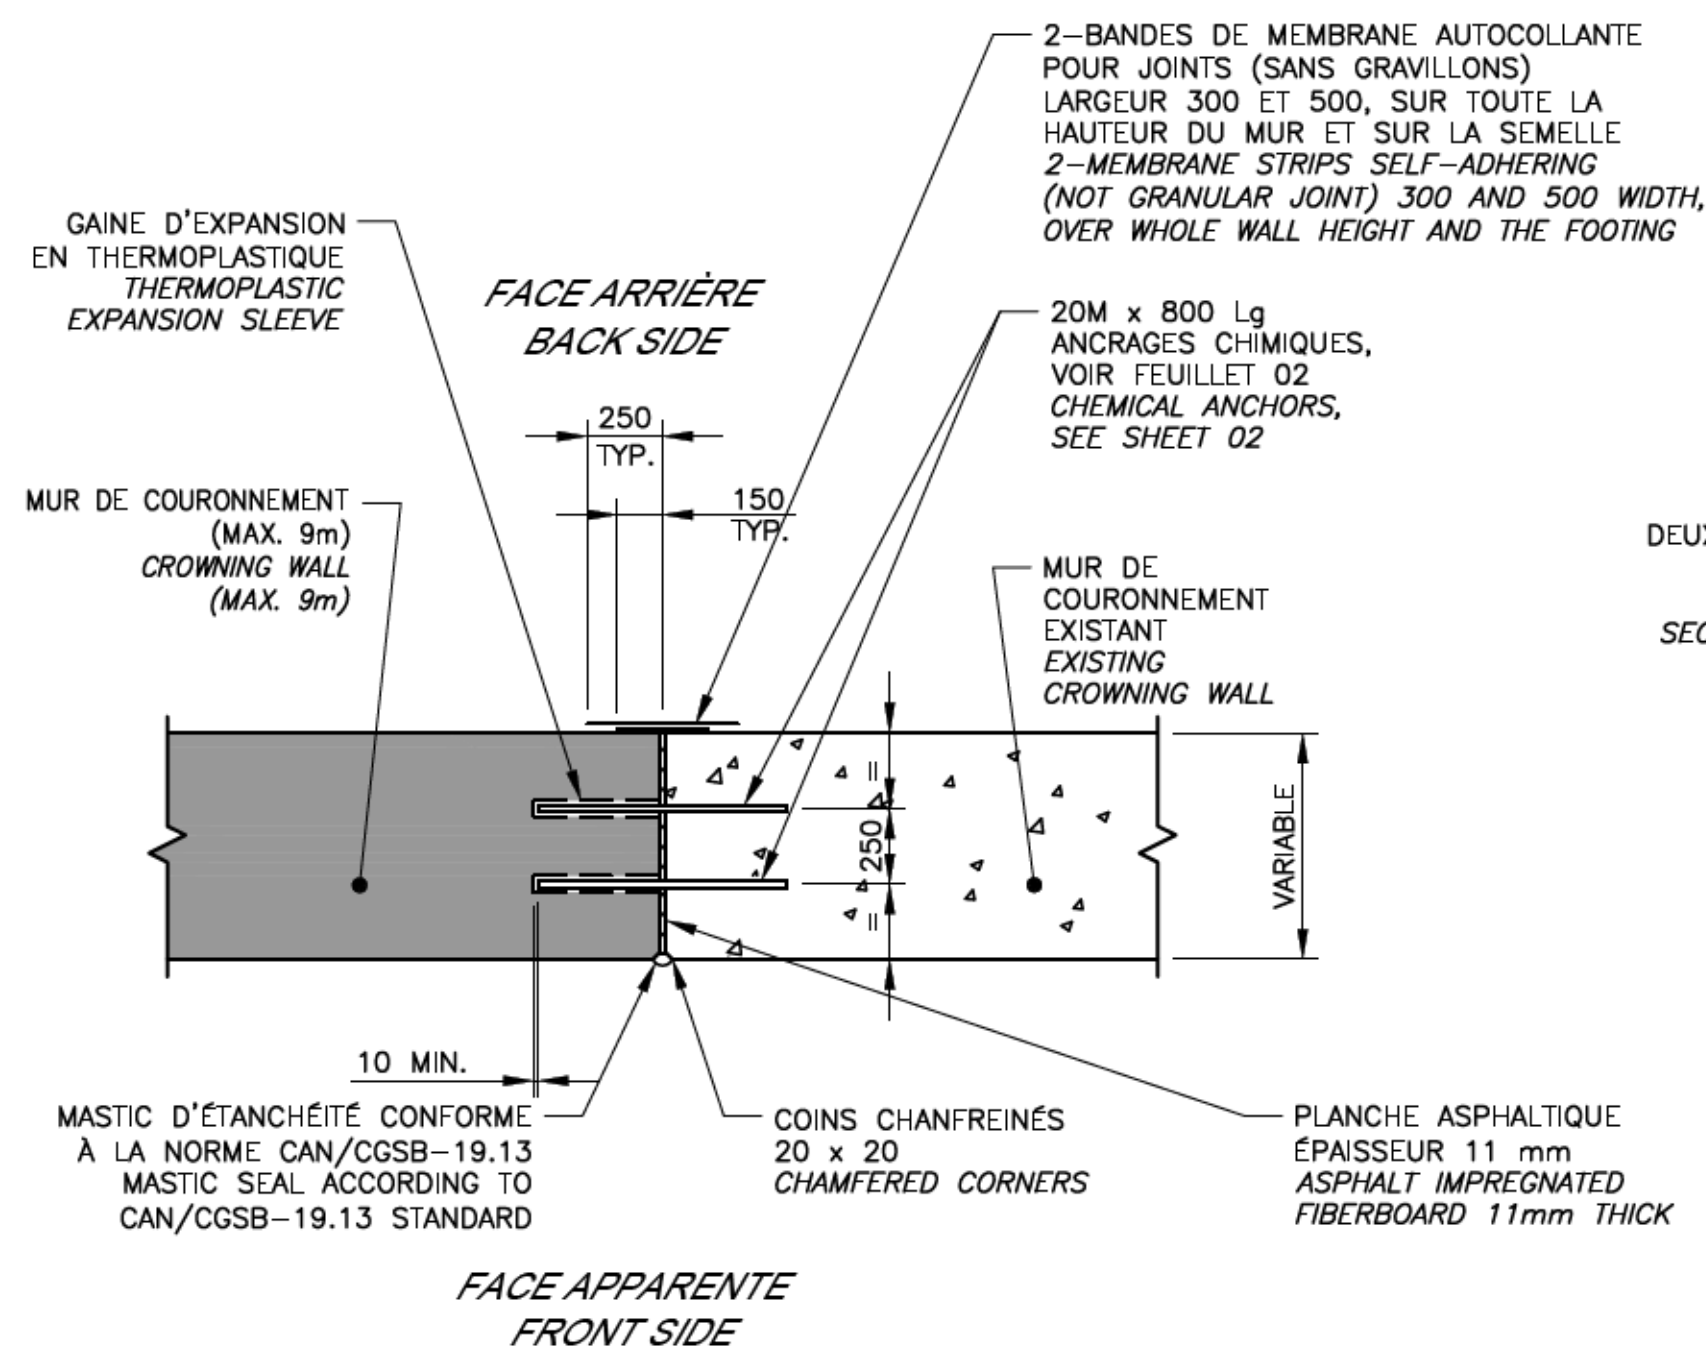 2-BANDES DE MEMBRANE AUTOCOLLANTE
POUR JOINTS (SANS GRAVILLONS)
LARGEUR 300 ET 500, SUR TOUTE LA
HAUTEUR DU MUR ET SUR LA SEMELLE
2-MEMBRANE STRIPS SELF-ADHERING
(NOT GRANULAR JOINT) 300 AND 500 WIDTH,
OVER WHOLE WALL HEIGHT AND THE FOOTING
GAINE D'EXPANSION
EN THERMOPLASTIQUE
THERMOPLASTIC
EXPANSION SLEEVE
FACE ARRIÈRE
BACK SIDE
20M x 800 Lg
ANCRAGES CHIMIQUES,
VOIR FEUILLET 02
CHEMICAL ANCHORS,
SEE SHEET 02
250
TYP.
150
TYP.
MUR DE COURONNEMENT
(MAX. 9m)
CROWNING WALL
(MAX. 9m)
MUR DE
COURONNEMENT
EXISTANT
EXISTING
CROWNING WALL
DEUX
SEC
=
250
=
VARIABLE
10 MIN.
MASTIC D'ÉTANCHÉITÉ CONFORME
À LA NORME CAN/CGSB-19.13
MASTIC SEAL ACCORDING TO
CAN/CGSB-19.13 STANDARD
COINS CHANFREINÉS
20 x 20
CHAMFERED CORNERS
PLANCHE ASPHALTIQUE
ÉPAISSEUR 11 mm
ASPHALT IMPREGNATED
FIBERBOARD 11mm THICK
FACE APPARENTE
FRONT SIDE